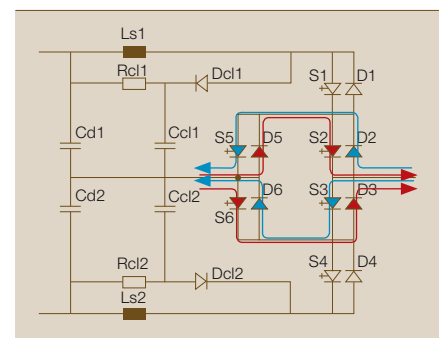 Ls1
Rcl1 Dcl1 S1 D1
Cd1 Ccl1 S5 D5 S2 D2
Cd2 Ccl2 S6 D6 S3 D3
Rcl2 Dcl2 S4 D4
Ls2